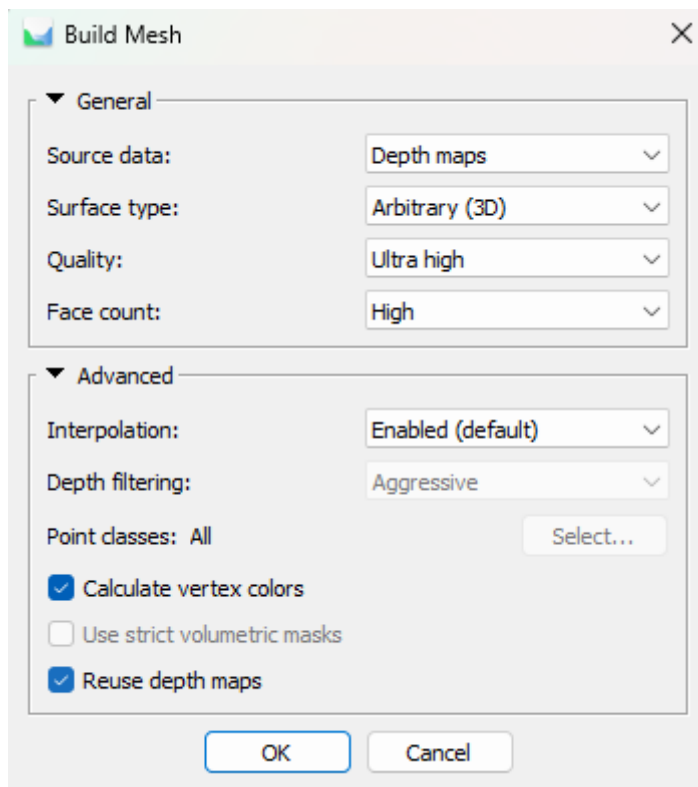 Build Mesh
General
Source data: Depth maps
Surface type: Arbitrary (3D)
Quality: Ultra high
Face count: High
Advanced
Interpolation: Enabled (default)
Depth filtering: Aggressive
Point classes: All Select...
Calculate vertex colors
Use strict volumetric masks
Reuse depth maps
OK Cancel